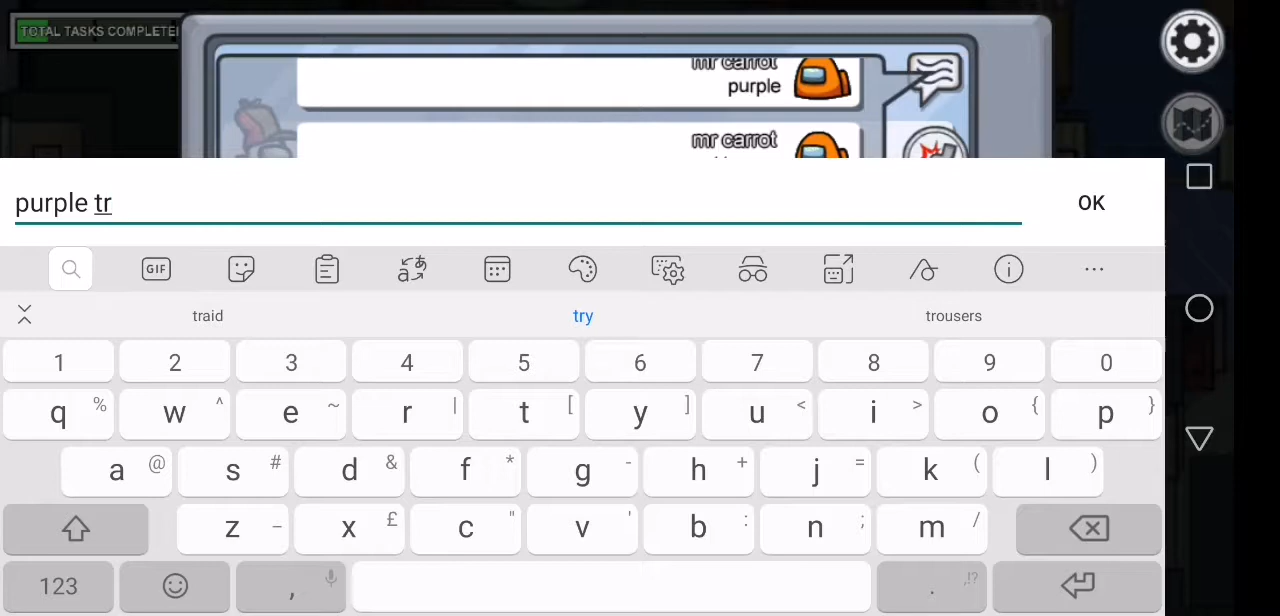 TOTAL TASKS COMPLETE
mr carrot
purple
mr carrot
purple tr
OK
GIF
traid try trousers
1 2 3 4 5 6 7 8 9 0
q % w ^ e ~ r | t [ y ] u < i > o { p }
a @ s # d & f * g - h + j = k ( l )
z _ x £ c " v ' b : n ; m /
123 , . ,!?